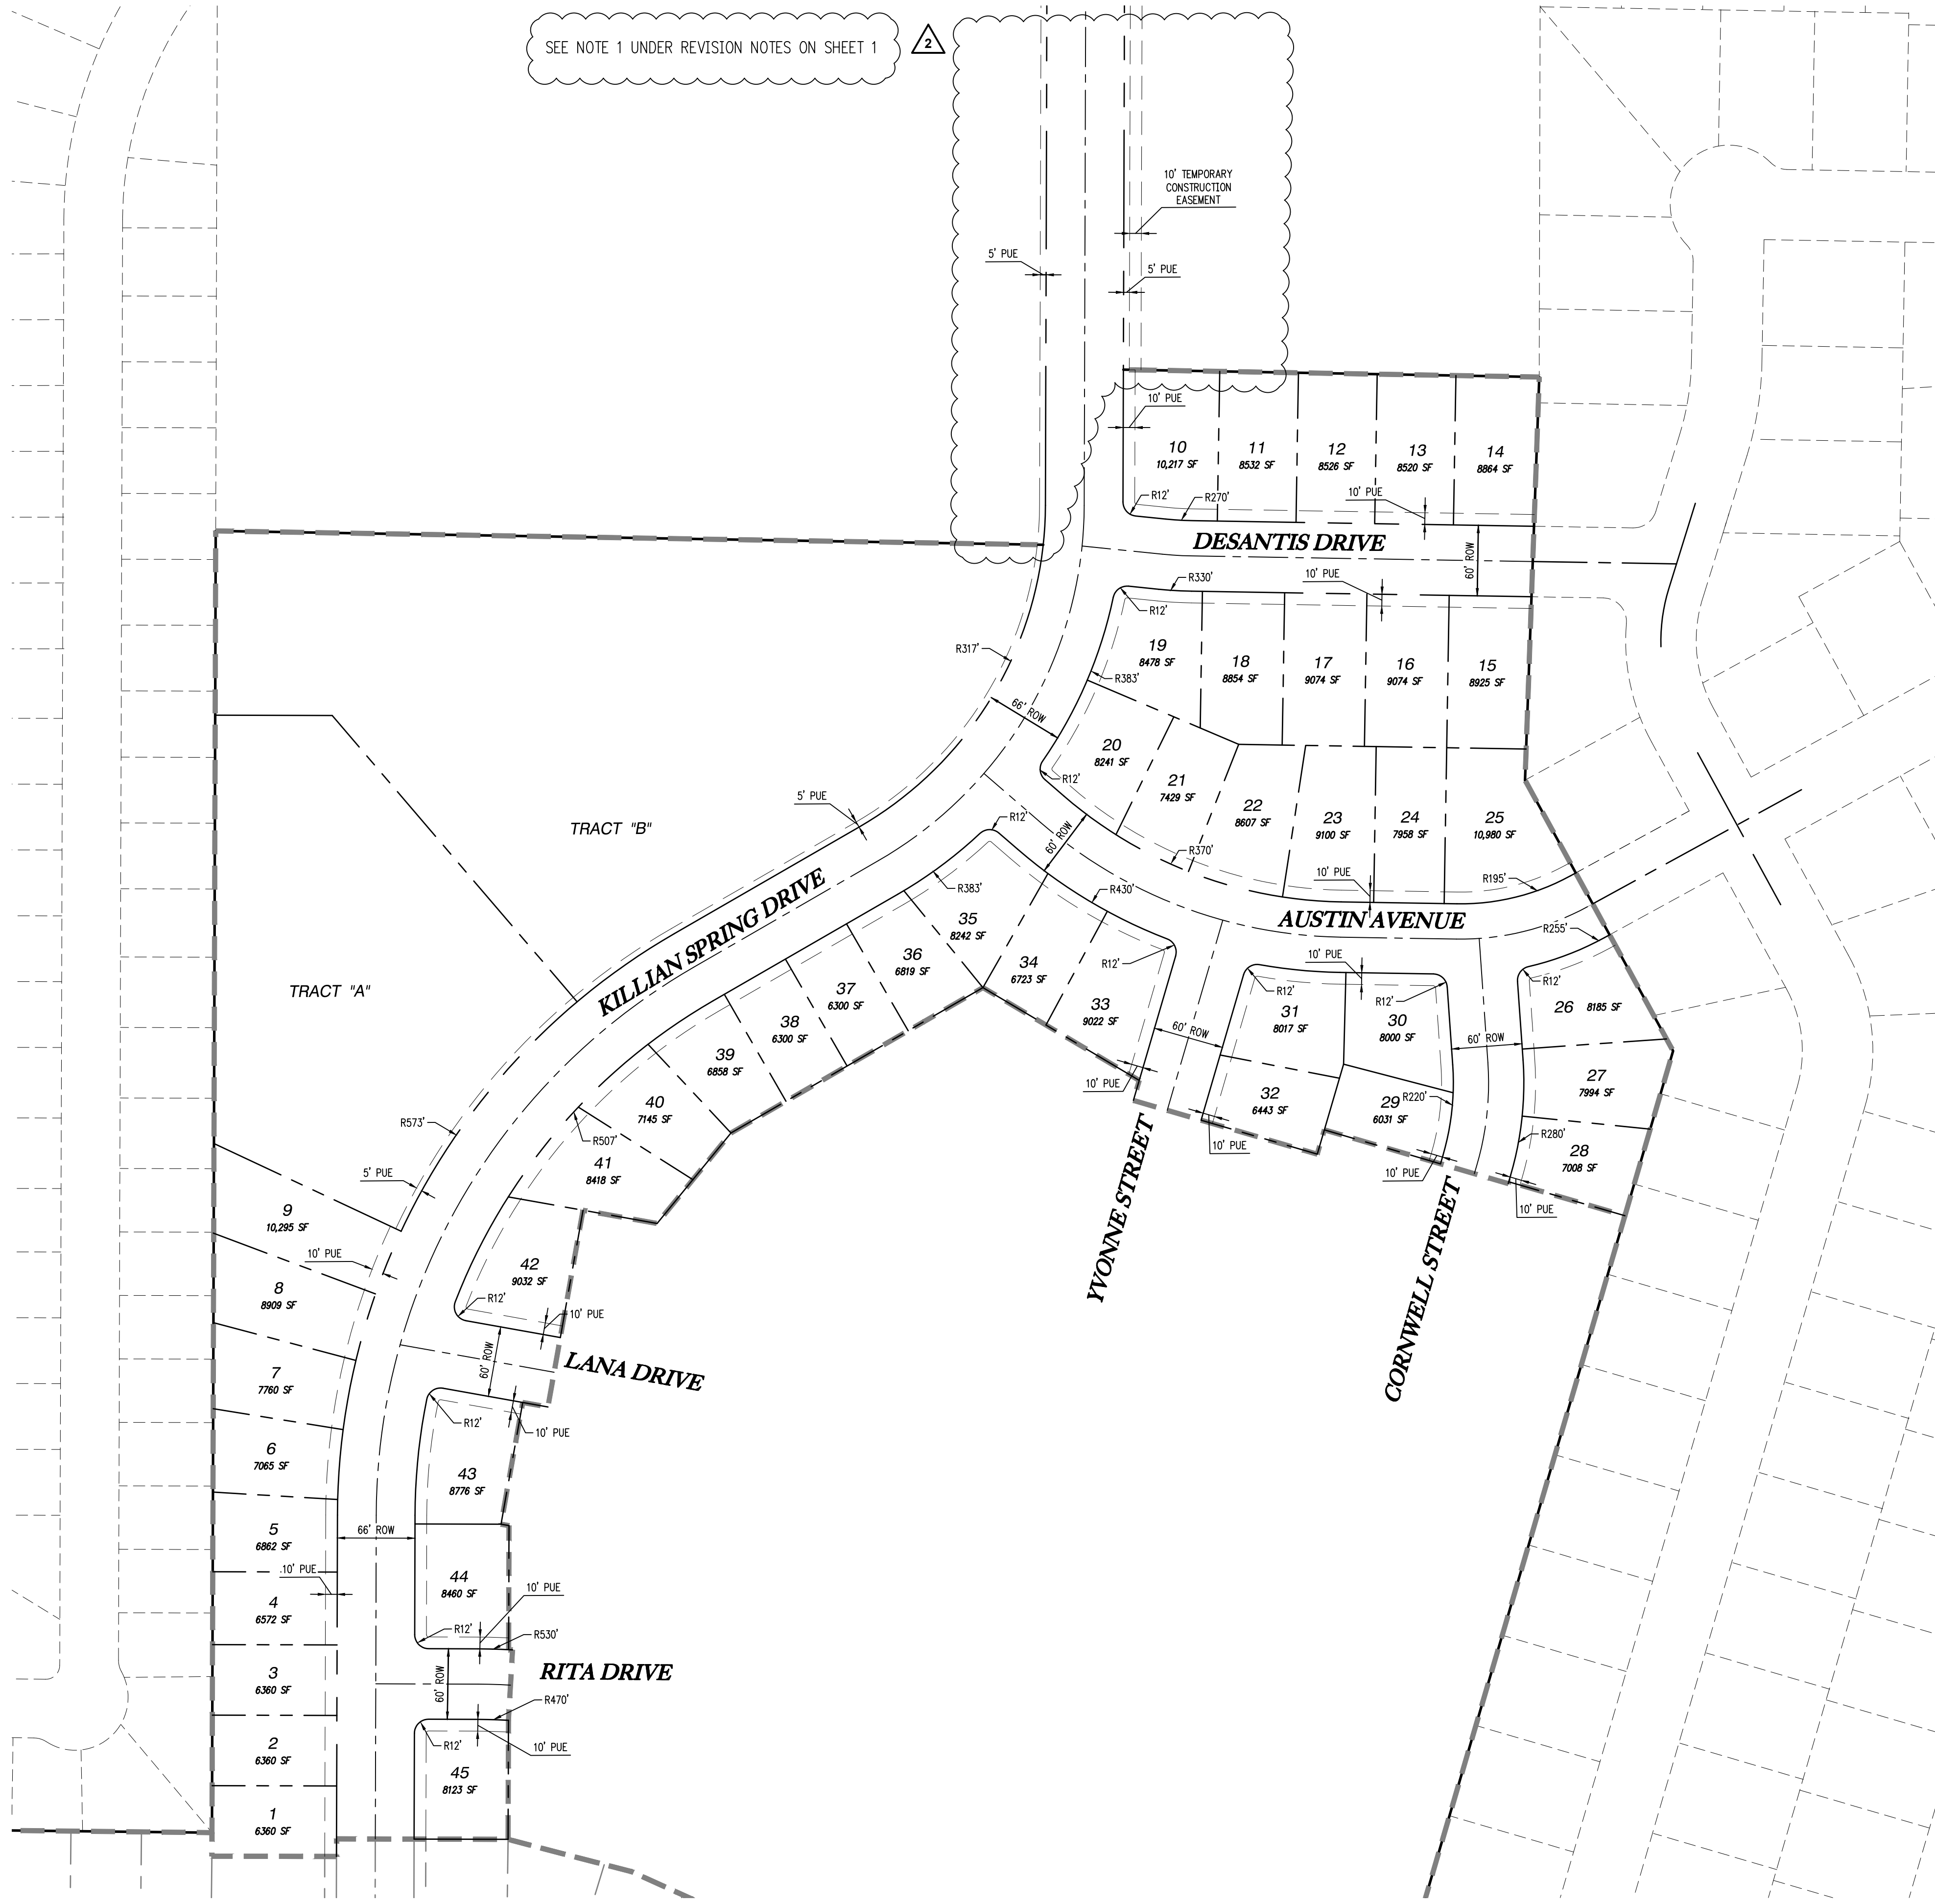 SEE NOTE 1 UNDER REVISION NOTES ON SHEET 1
2
10' TEMPORARY
CONSTRUCTION
EASEMENT
5' PUE
5' PUE
10' PUE
10
10,217 SF
11
8532 SF
12
8526 SF
13
8520 SF
14
8864 SF
R12'
R270'
10' PUE
DESANTIS DRIVE
60' ROW
R330'
10' PUE
R12'
R317'
19
8478 SF
18
8854 SF
17
9074 SF
16
9074 SF
15
8925 SF
R383'
66' ROW
20
8241 SF
R12'
21
7429 SF
22
8607 SF
23
9100 SF
24
7958 SF
25
10,980 SF
5' PUE
TRACT "B"
R12'
60' ROW
R370'
10' PUE
R195'
R383'
R430'
AUSTIN AVENUE
R255'
KILLIAN SPRING DRIVE
TRACT "A"
35
8242 SF
36
6819 SF
37
6300 SF
38
6300 SF
39
6858 SF
40
7145 SF
34
6723 SF
R12'
33
9022 SF
10' PUE
R12'
R12'
R12'
31
8017 SF
30
8000 SF
26 8185 SF
60' ROW
60' ROW
10' PUE
32
6443 SF
29
6031 SF
R220'
27
7994 SF
R280'
28
7008 SF
10' PUE
10' PUE
10' PUE
YVONNE STREET
CORNWELL STREET
R573'
R507'
5' PUE
41
8418 SF
9
10,295 SF
10' PUE
42
9032 SF
R12'
10' PUE
8
8909 SF
60' ROW
LANA DRIVE
7
7760 SF
R12'
10' PUE
6
7065 SF
43
8776 SF
5
6862 SF
66' ROW
10' PUE
4
6572 SF
44
8460 SF
10' PUE
R12'
R530'
3
6360 SF
60' ROW
RITA DRIVE
R470'
2
6360 SF
R12'
10' PUE
45
8123 SF
1
6360 SF